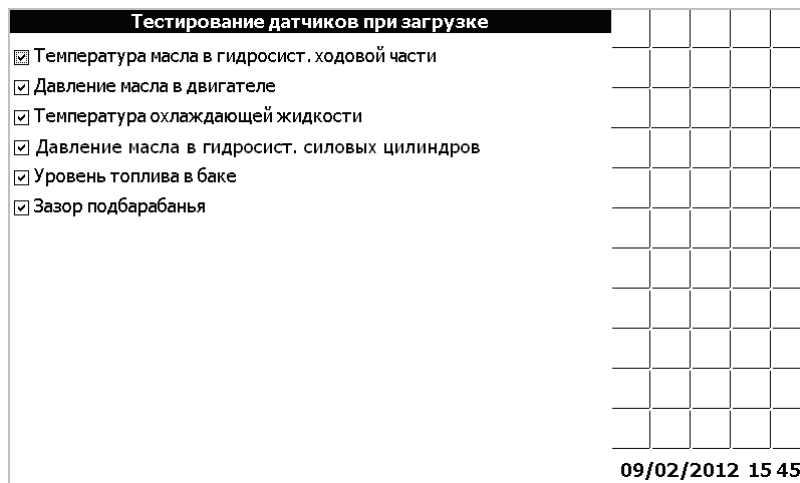 Тестирование датчиков при загрузке
Температура масла в гидросист. ходовой части
Давление масла в двигателе
Температура охлаждающей жидкости
Давление масла в гидросист. силовых цилиндров
Уровень топлива в баке
Зазор подбарабанья
09/02/2012 15 45